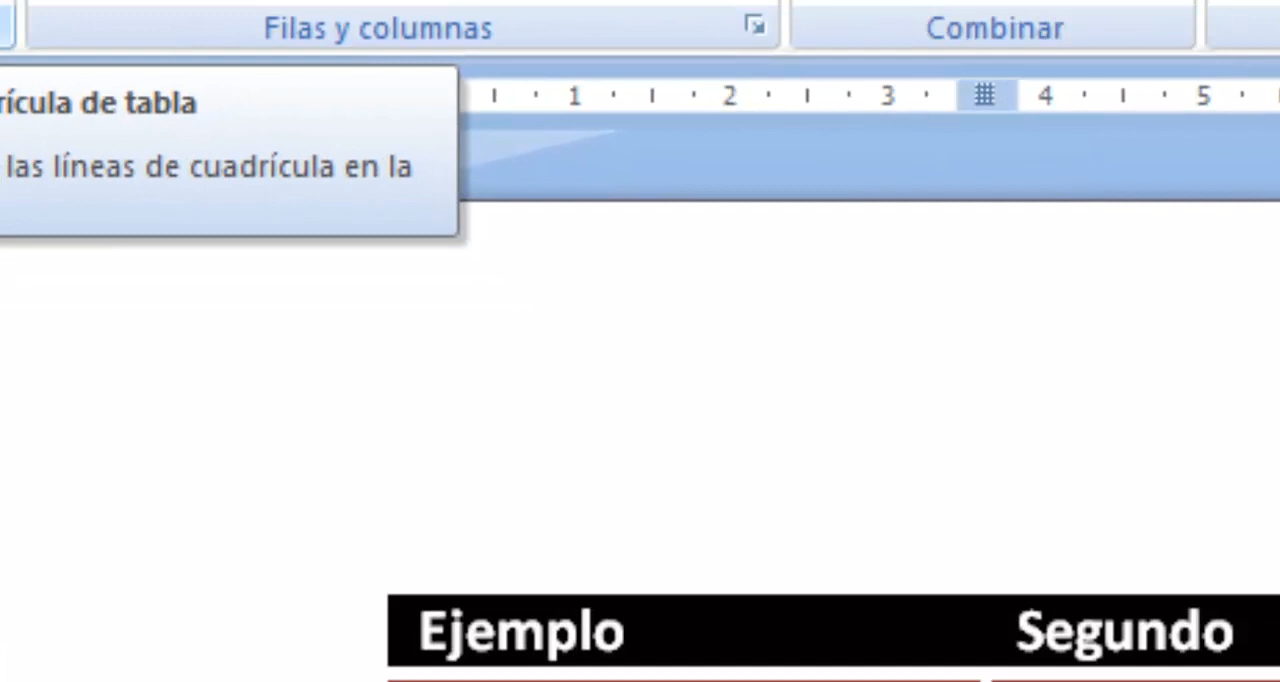 Filas y columnas
Combinar
rícula de tabla
1 2 3 4 5
las líneas de cuadrícula en la
Ejemplo
Segundo